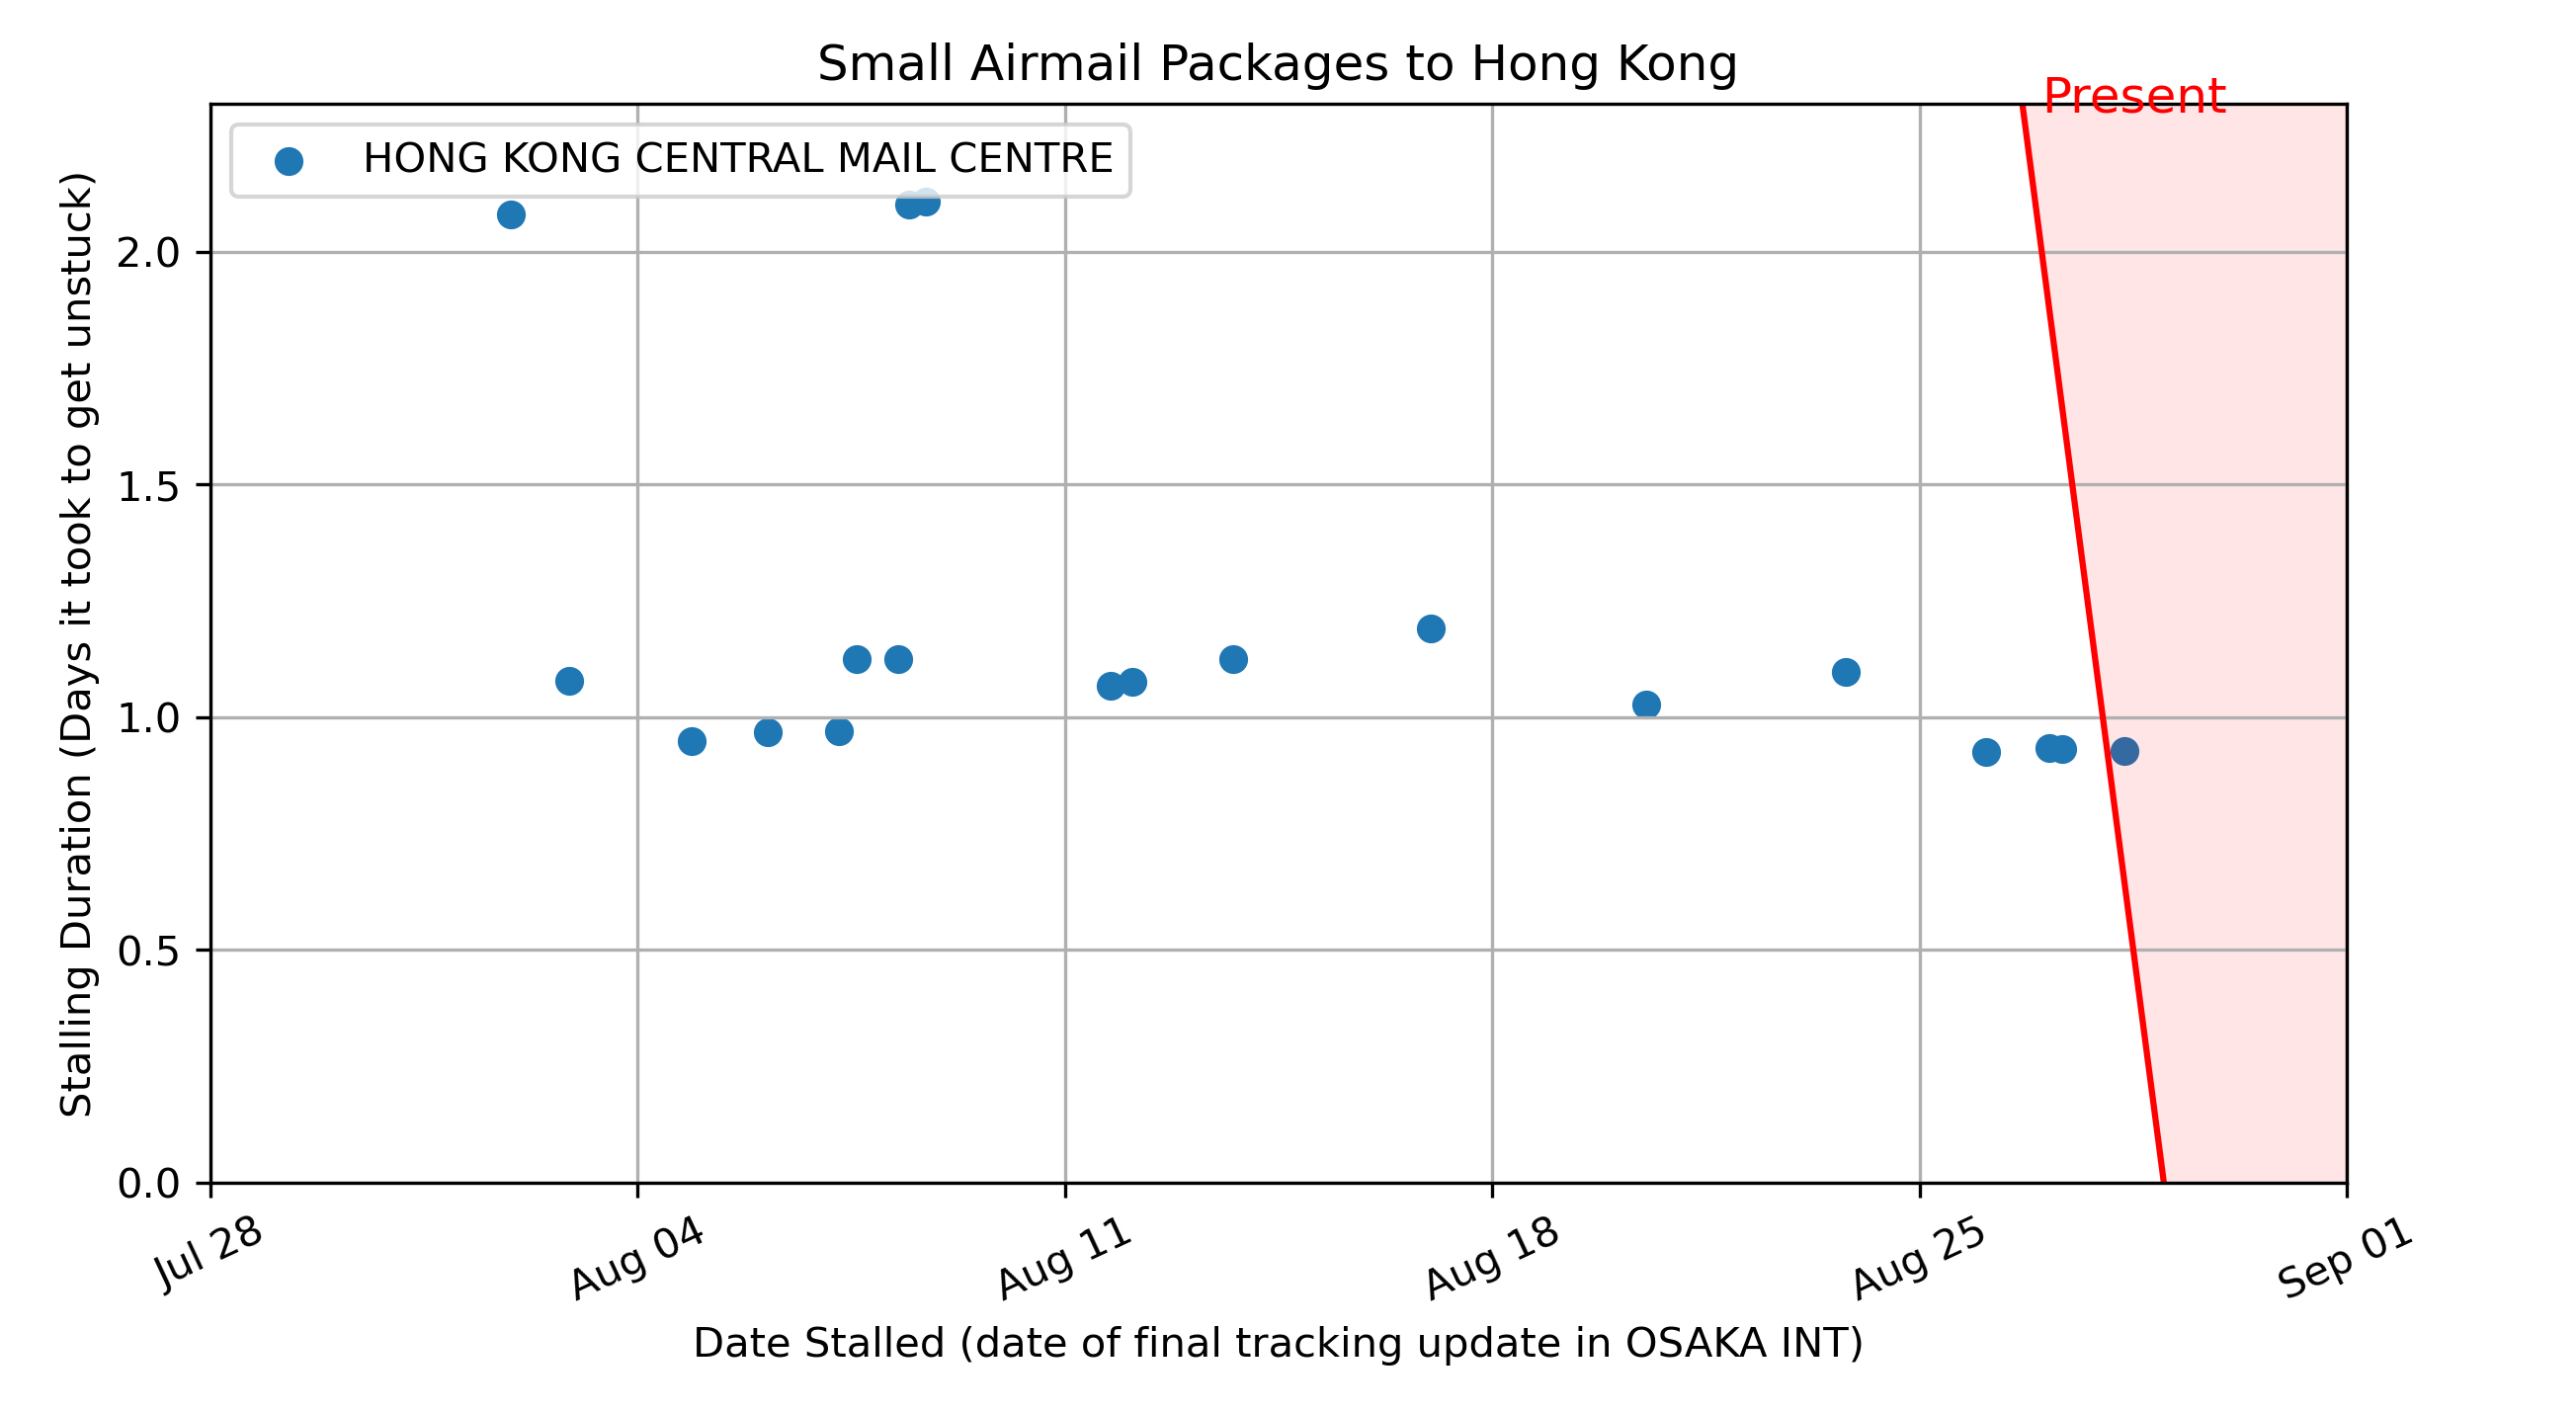 Small Airmail Packages to Hong Kong
Present
HONG KONG CENTRAL MAIL CENTRE
Stalling Duration (Days it took to get unstuck)
2.0
1.5
1.0
0.5
0.0
Jul 28
Aug 04
Aug 11
Aug 18
Aug 25
Sep 01
Date Stalled (date of final tracking update in OSAKA INT)